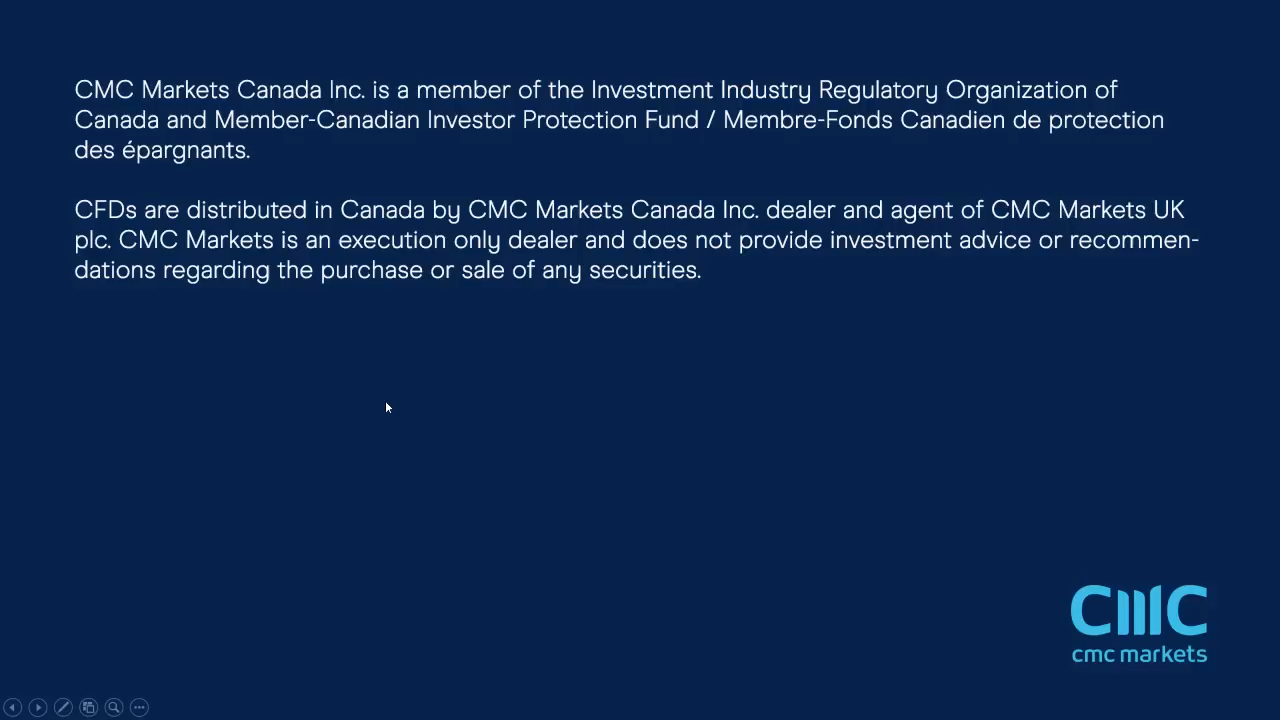 CMC Markets Canada Inc. is a member of the Investment Industry Regulatory Organization of
Canada and Member-Canadian Investor Protection Fund / Membre-Fonds Canadien de protection
des épargnants.
CFDs are distributed in Canada by CMC Markets Canada Inc. dealer and agent of CMC Markets UK
plc. CMC Markets is an execution only dealer and does not provide investment advice or recommen-
dations regarding the purchase or sale of any securities.
CMC
cmc markets